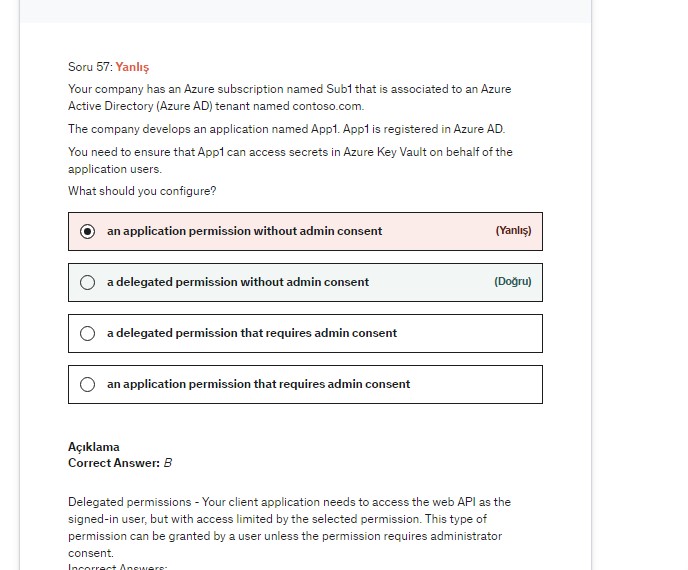 Soru 57: Yanlış
Your company has an Azure subscription named Sub1 that is associated to an Azure
Active Directory (Azure AD) tenant named contoso.com.
The company develops an application named App1. App1 is registered in Azure AD.
You need to ensure that App1 can access secrets in Azure Key Vault on behalf of the
application users.
What should you configure?
an application permission without admin consent (Yanlış)
a delegated permission without admin consent (Doğru)
a delegated permission that requires admin consent
an application permission that requires admin consent
Açıklama
Correct Answer: B
Delegated permissions - Your client application needs to access the web API as the
signed-in user, but with access limited by the selected permission. This type of
permission can be granted by a user unless the permission requires administrator
consent.
Incorrect Answers: